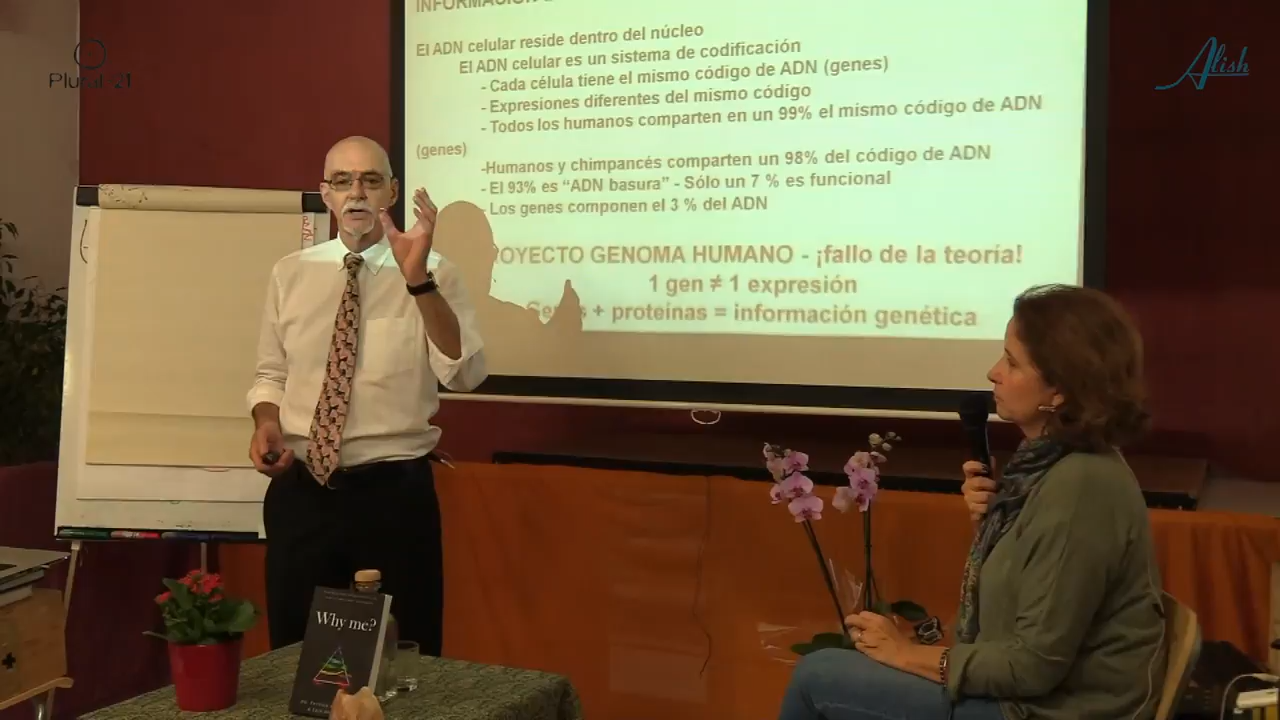 Plural 21
Alish
El ADN celular reside dentro del núcleo
El ADN celular es un sistema de codificación
- Cada célula tiene el mismo código de ADN (genes)
- Expresiones diferentes del mismo código
- Todos los humanos comparten en un 99% el mismo código de ADN
(genes)
-Humanos y chimpancés comparten un 98% del código de ADN
- El 93% es “ADN basura” - Sólo un 7 % es funcional
- Los genes componen el 3 % del ADN
OYECTO GENOMA HUMANO - ¡fallo de la teoría!
1 gen ≠ 1 expresión
+ proteínas = información genética
Why me?